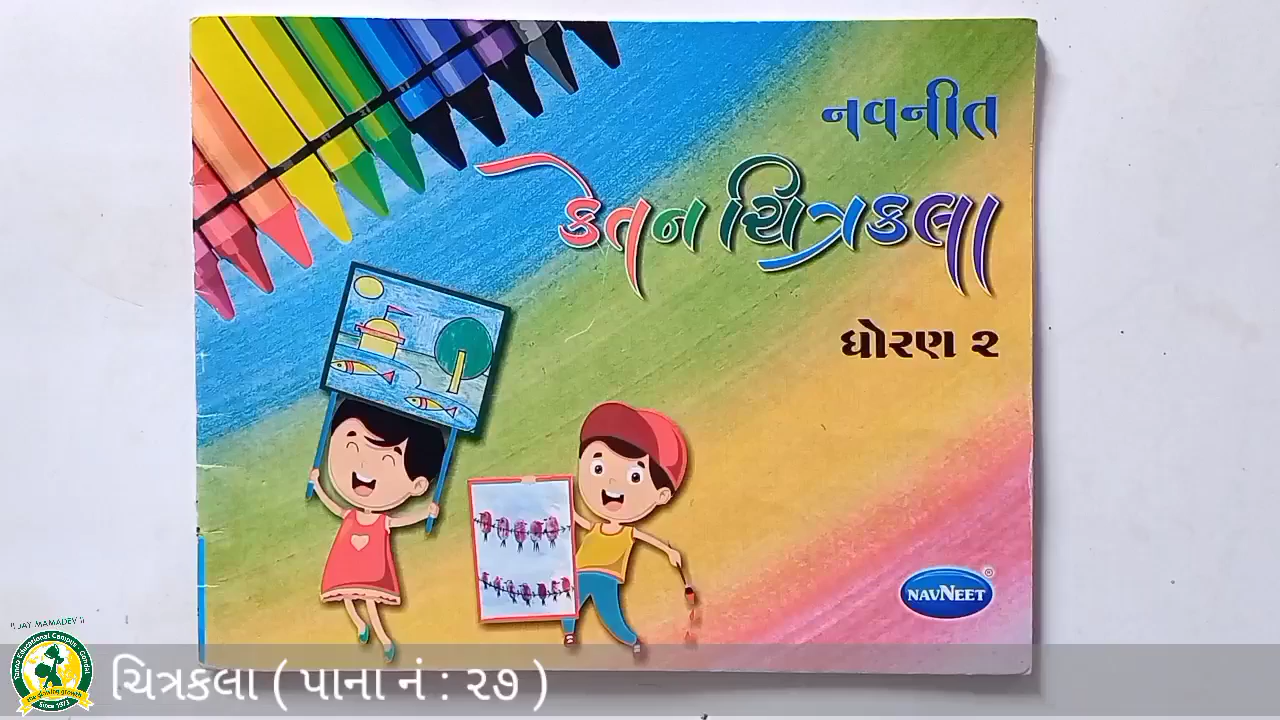 નવનીત
કેતન ચિત્રકલા
ધોરણ ૨
NAVNEET
" JAY MAMADEV "
ચિત્રકલા ( પાના નં : ૨૭ )